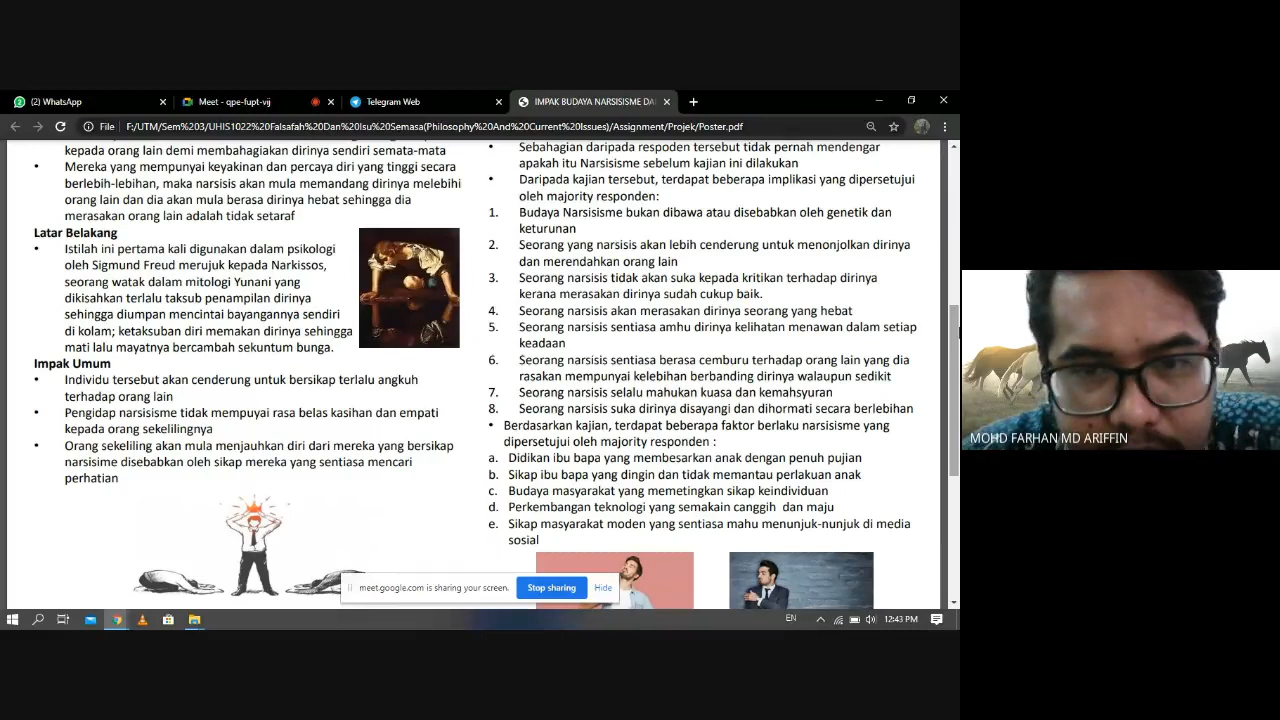 (2) WhatsApp
Meet - qpe-fupt-vij
Telegram Web
IMPAK BUDAYA NARSISISME DA
File
F:/UTM/Sem%203/UHIS1022%20Falsafah%20Dan%20Isu%20Semasa(Philosophy%20And%20Current%20Issues)/Assignment/Projek/Poster.pdf
kepada orang lain demi membahagiakan dirinya sendiri semata-mata
• Mereka yang mempunyai keyakinan dan percaya diri yang tinggi secara
berlebih-lebihan, maka narsisis akan mula memandang dirinya melebihi
orang lain dan dia akan mula berasa dirinya hebat sehingga dia
merasakan orang lain adalah tidak setaraf
Latar Belakang
• Istilah ini pertama kali digunakan dalam psikologi
oleh Sigmund Freud merujuk kepada Narkissos,
seorang watak dalam mitologi Yunani yang
dikisahkan terlalu taksub penampilan dirinya
sehingga diumpan mencintai bayangannya sendiri
di kolam; ketaksuban diri memakan dirinya sehingga
mati lalu mayatnya bercambah sekuntum bunga.
Impak Umum
• Individu tersebut akan cenderung untuk bersikap terlalu angkuh
terhadap orang lain
• Pengidap narsisisme tidak mempuyai rasa belas kasihan dan empati
kepada orang sekelilingnya
• Orang sekeliling akan mula menjauhkan diri dari mereka yang bersikap
narsisime disebabkan oleh sikap mereka yang sentiasa mencari
perhatian
• Sebahagian daripada respoden tersebut tidak pernah mendengar
apakah itu Narsisisme sebelum kajian ini dilakukan
• Daripada kajian tersebut, terdapat beberapa implikasi yang dipersetujui
oleh majority responden:
1. Budaya Narsisisme bukan dibawa atau disebabkan oleh genetik dan
keturunan
2. Seorang yang narsisis akan lebih cenderung untuk menonjolkan dirinya
dan merendahkan orang lain
3. Seorang narsisis tidak akan suka kepada kritikan terhadap dirinya
kerana merasakan dirinya sudah cukup baik.
4. Seorang narsisis akan merasakan dirinya seorang yang hebat
5. Seorang narsisis sentiasa amhu dirinya kelihatan menawan dalam setiap
keadaan
6. Seorang narsisis sentiasa berasa cemburu terhadap orang lain yang dia
rasakan mempunyai kelebihan berbanding dirinya walaupun sedikit
7. Seorang narsisis selalu mahukan kuasa dan kemahsyuran
8. Seorang narsisis suka dirinya disayangi dan dihormati secara berlebihan
• Berdasarkan kajian, terdapat beberapa faktor berlaku narsisisme yang
dipersetujui oleh majority responden :
a. Didikan ibu bapa yang membesarkan anak dengan penuh pujian
b. Sikap ibu bapa yang dingin dan tidak memantau perlakuan anak
c. Budaya masyarakat yang memetingkan sikap keindividuan
d. Perkembangan teknologi yang semakin canggih dan maju
e. Sikap masyarakat moden yang sentiasa mahu menunjuk-nunjuk di media
sosial
meet.google.com is sharing your screen.
Stop sharing
Hide
EN
12:43 PM
MOHD FARHAN MD ARIFFIN